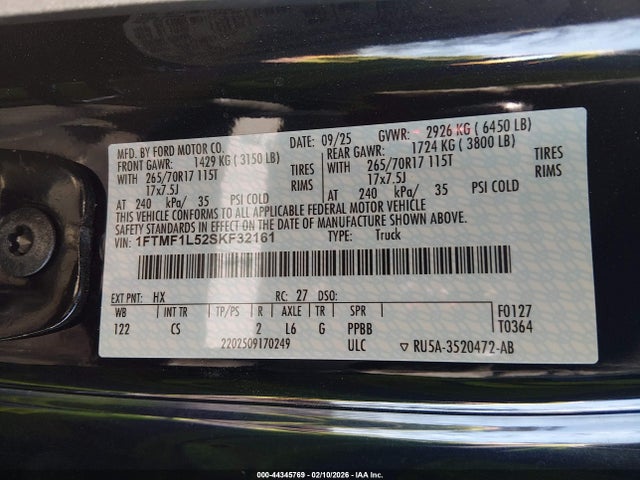 MFD. BY FORD MOTOR CO.
DATE: 09/25 GVWR: 2926 KG ( 6450 LB)
FRONT GAWR: 1429 KG ( 3150 LB) REAR GAWR: 1724 KG ( 3800 LB)
WITH 265/70R17 115T TIRES WITH 265/70R17 115T TIRES
17x7.5J RIMS 17x7.5J RIMS
AT 240 kPa/ 35 PSI COLD AT 240 kPa/ 35 PSI COLD
THIS VEHICLE CONFORMS TO ALL APPLICABLE FEDERAL MOTOR VEHICLE
SAFETY STANDARDS IN EFFECT ON THE DATE OF MANUFACTURE SHOWN ABOVE.
VIN: 1FTMF1L52SKF32161 TYPE: Truck
EXT PNT: HX RC: 27 DSO:
WB INT TR TP/PS R AXLE TR SPR F0127
122 CS 2 L6 G PPBB T0364
2202509170249 ULC RU5A-3520472-AB
000-44345769 - 02/10/2026 - IAA Inc.